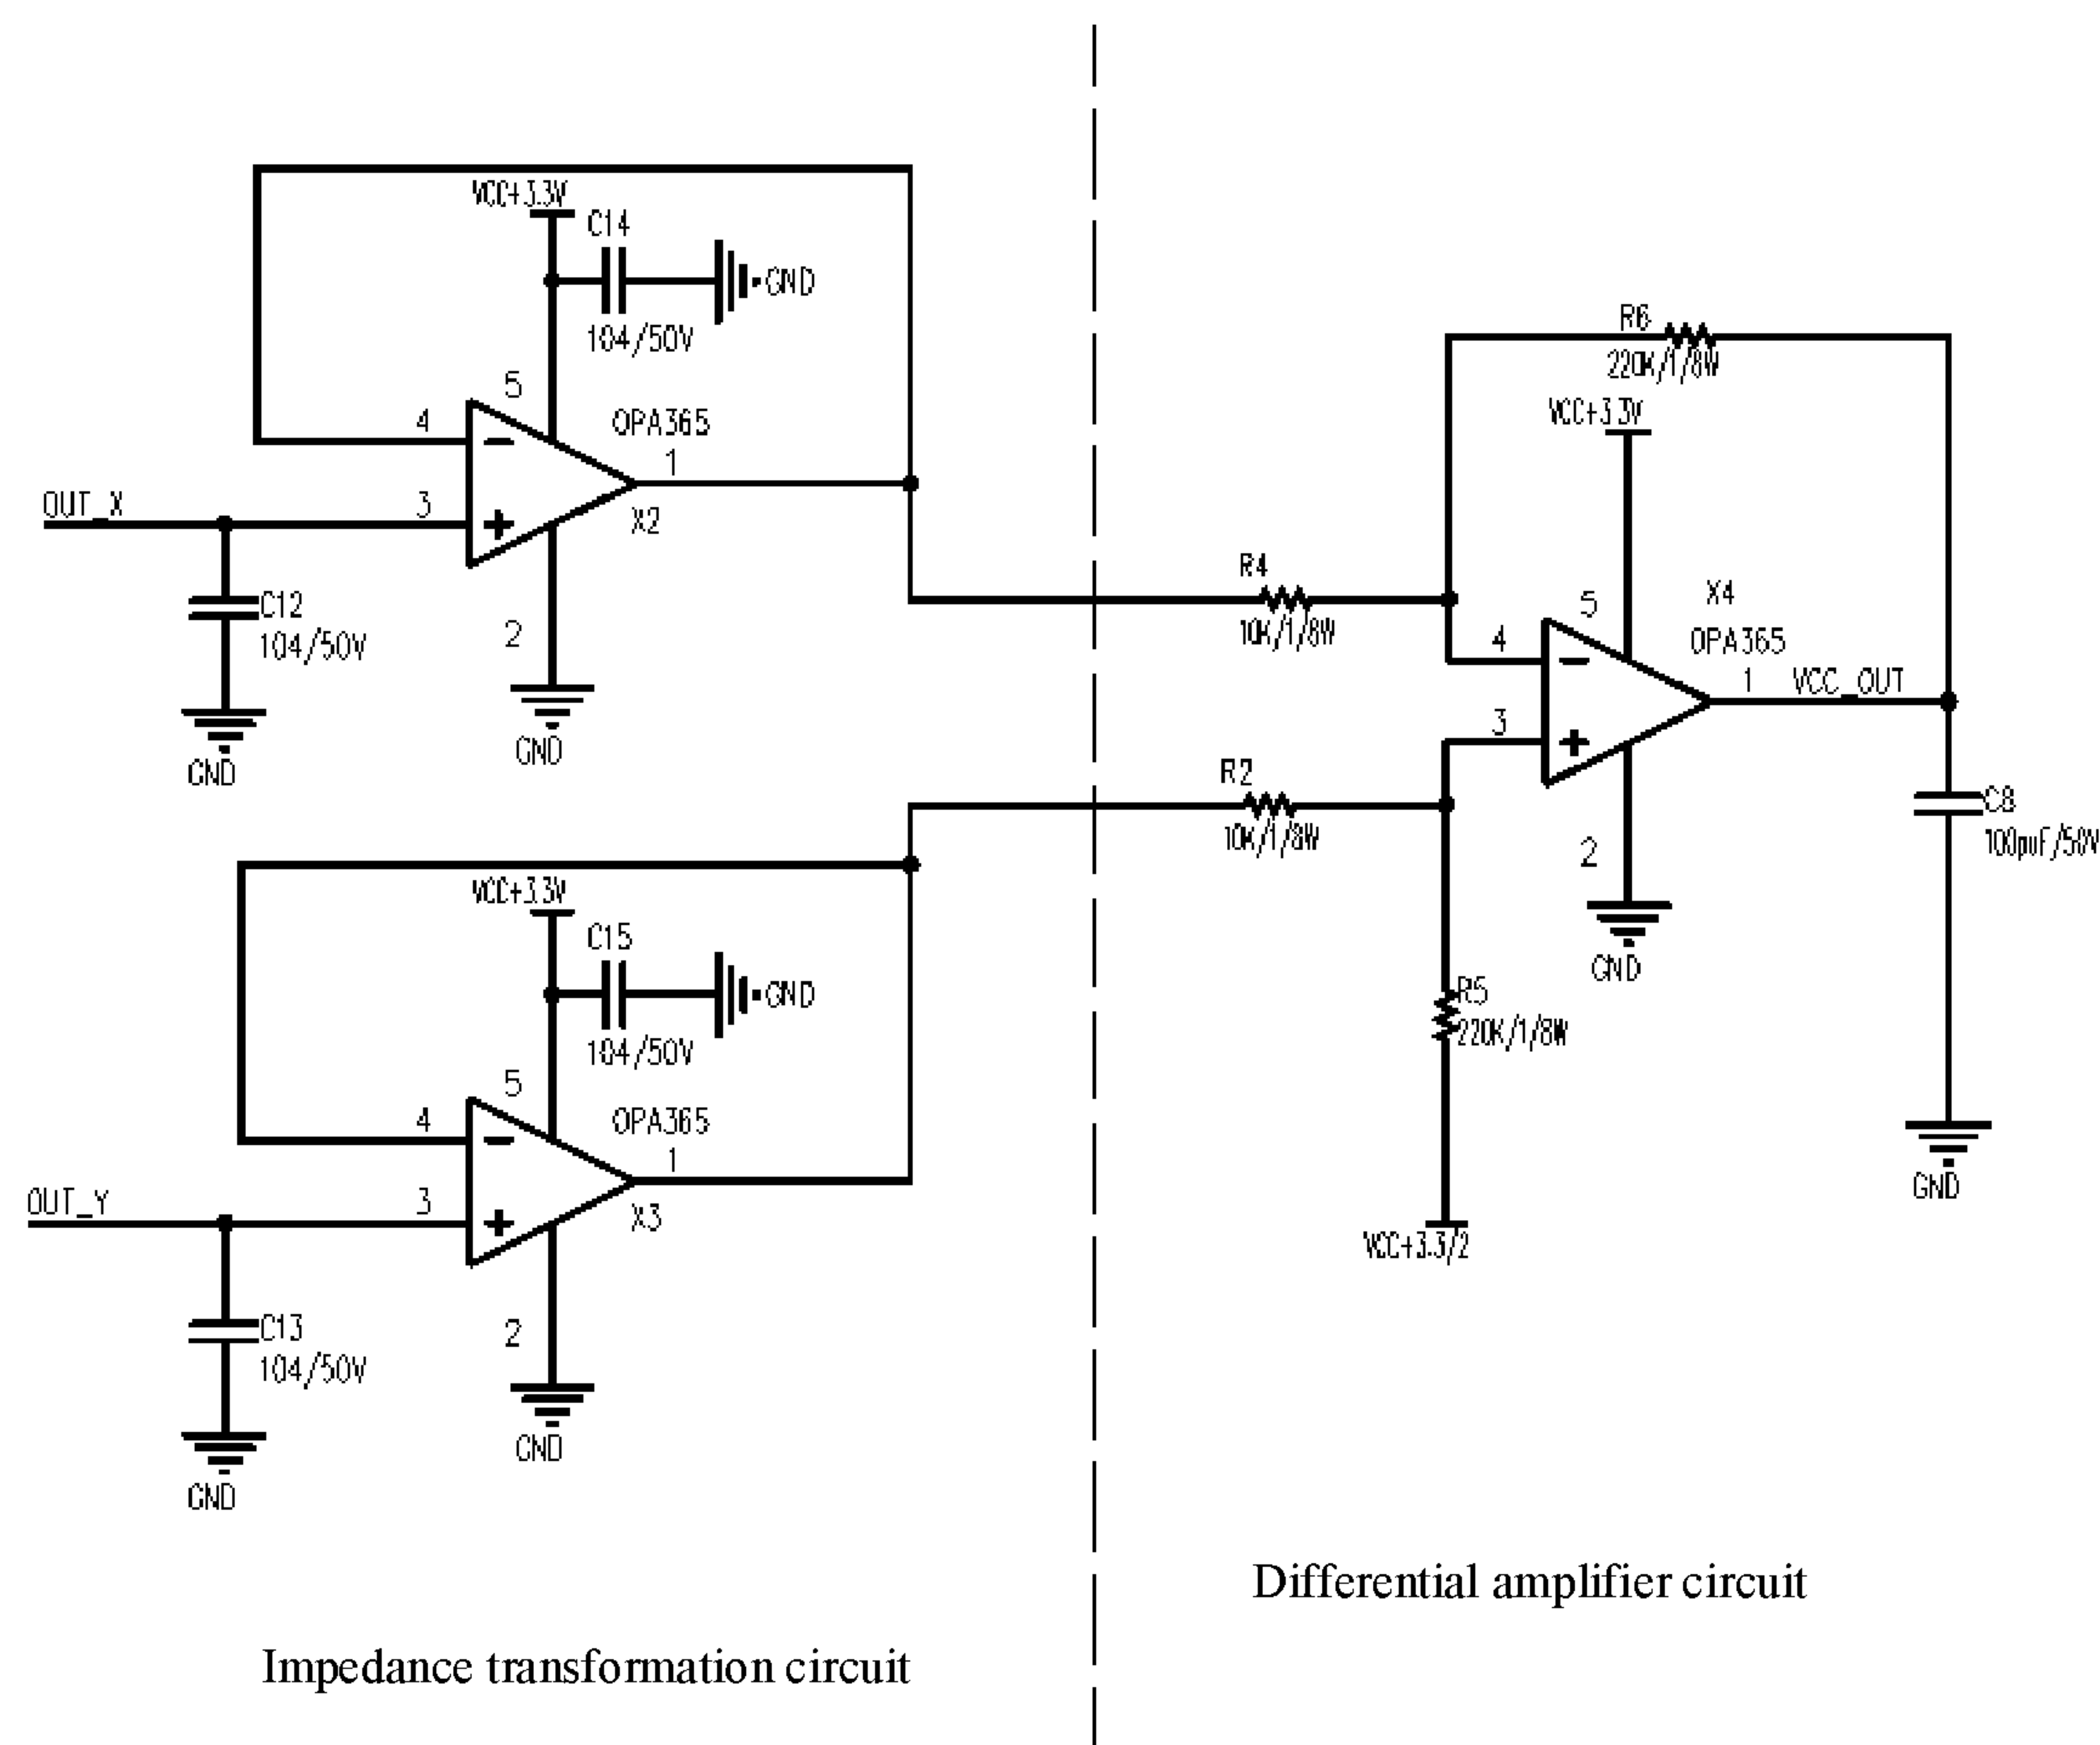 VCC+3.3V
C14
GND
104/50V
5
OPA365
4
1
OUT_X
3
X2
C12
104/50V
2
GND
GND
R6
220K/1/8W
VCC+3.3V
R4
10K/1/8W
X4
5
OPA365
4
1
VCC_OUT
3
R2
10K/1/8W
2
C8
100puF/50V
GND
R5
220K/1/8W
VCC+3.3/2
GND
VCC+3.3V
C15
GND
104/50V
5
OPA365
4
1
OUT_Y
3
X3
C13
104/50V
2
GND
GND
Differential amplifier circuit
Impedance transformation circuit